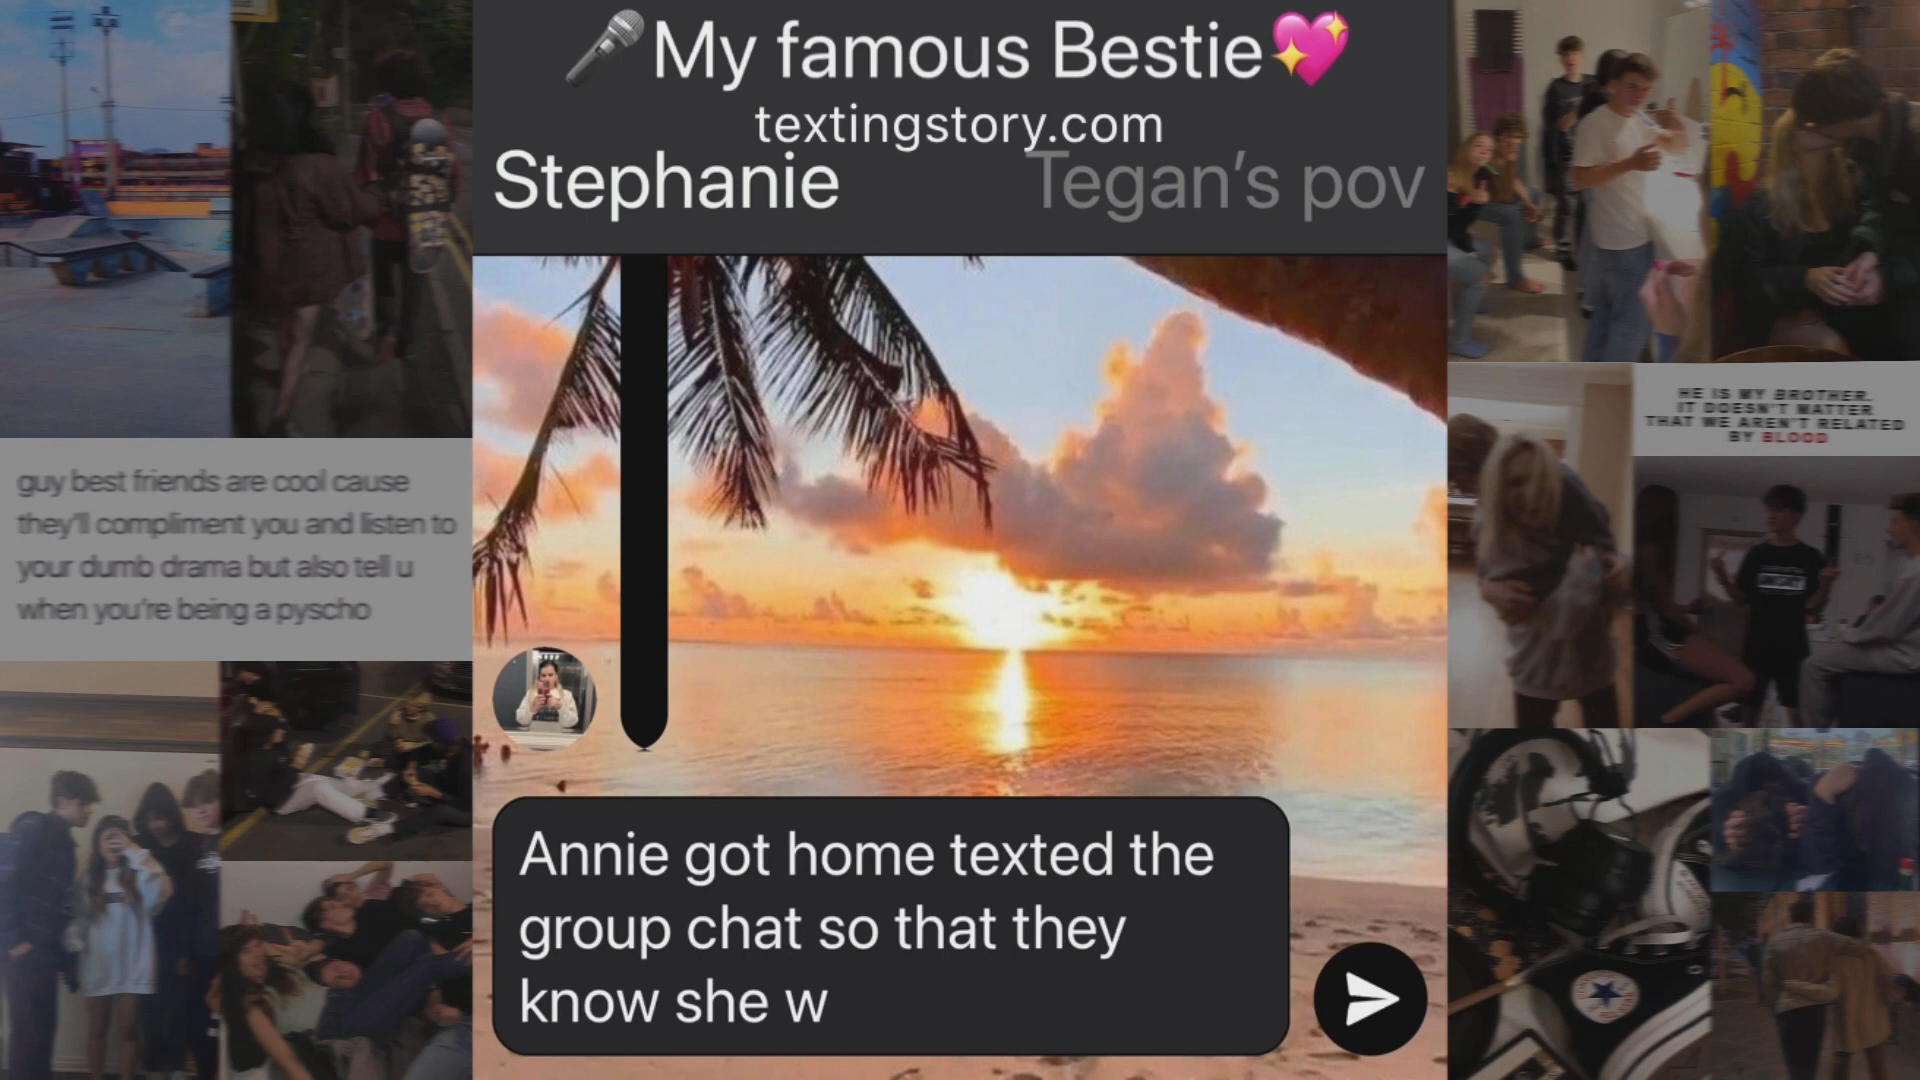 🎤My famous Bestie💖
textingstory.com
Stephanie
Tegan's pov
guy best friends are cool cause
they'll compliment you and listen to
your dumb drama but also tell u
when you're being a pyscho
HE IS MY BROTHER.
IT DOESN'T MATTER
THAT WE AREN'T RELATED
BY BLOOD
Annie got home texted the
group chat so that they
know she w